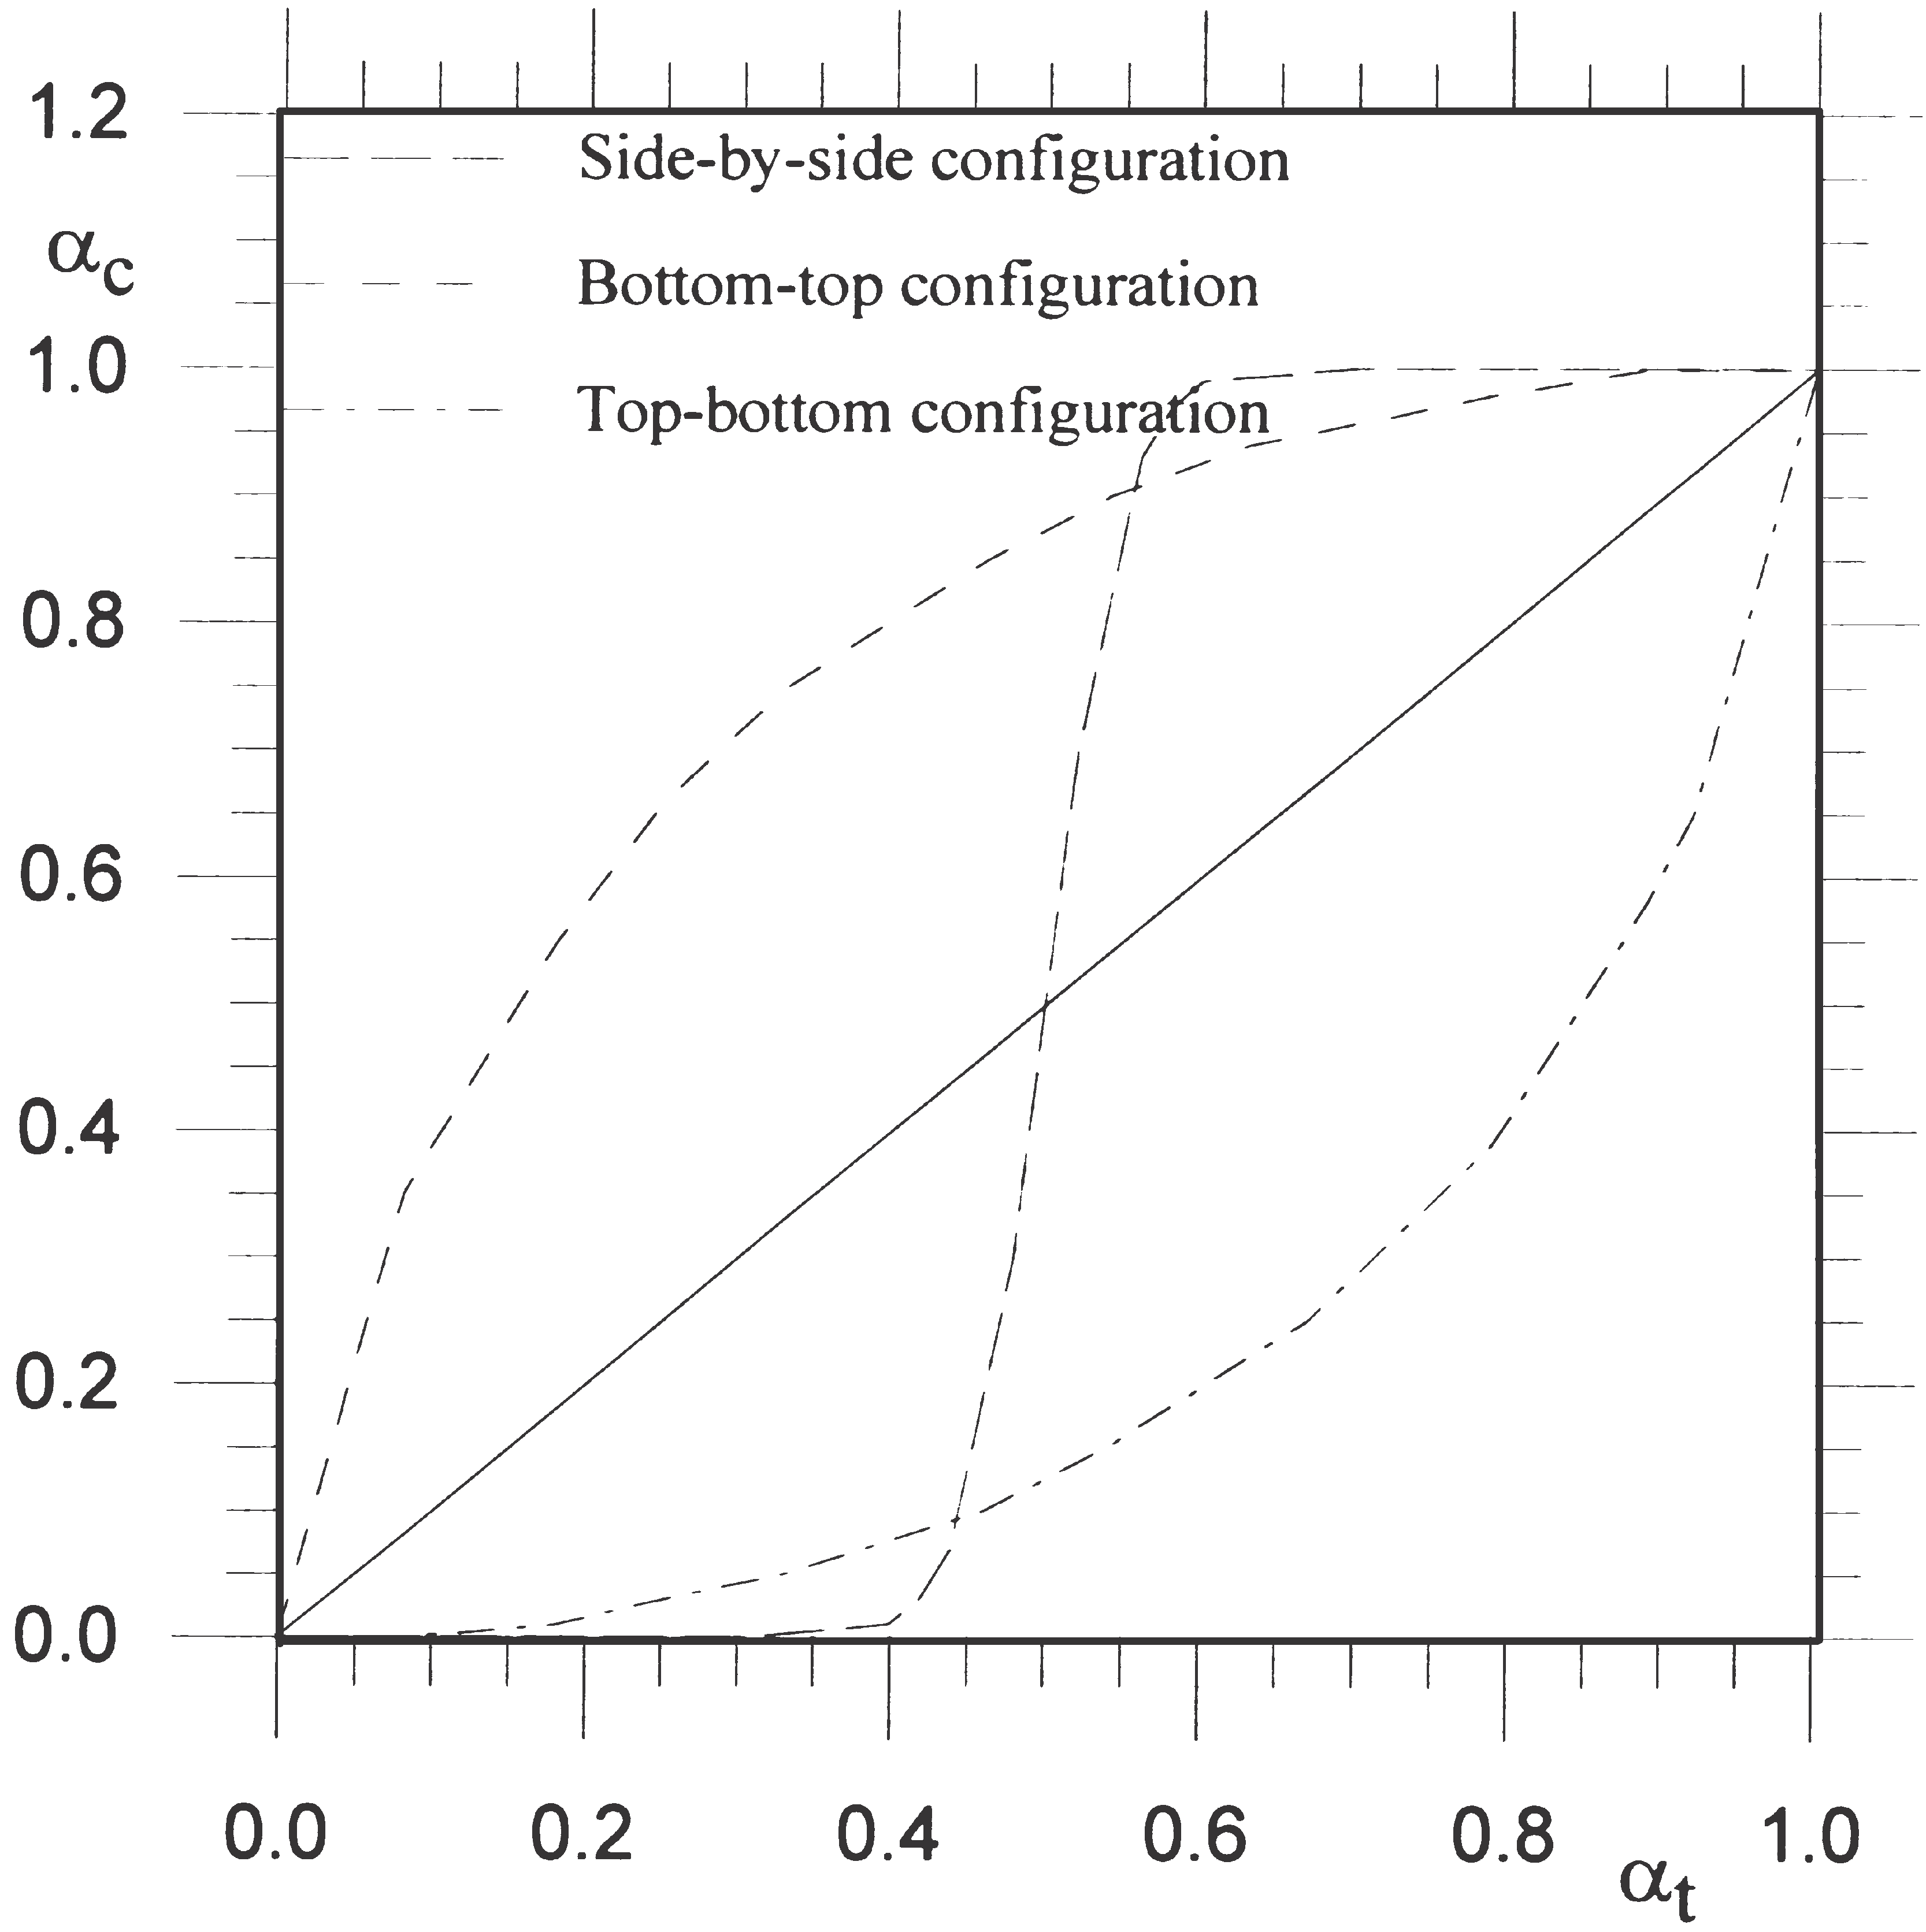 1.2
Side-by-side configuration
αc
Bottom-top configuration
1.0
Top-bottom configuration
0.8
0.6
0.4
0.2
0.0
0.0 0.2 0.4 0.6 0.8 1.0
αt